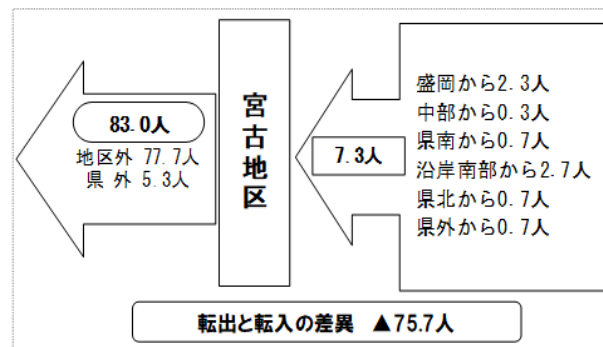 83.0人
地区外 77.7人
県 外 5.3人
宮古地区
7.3人
盛岡から2.3人
中部から0.3人
県南から0.7人
沿岸南部から2.7人
県北から0.7人
県外から0.7人
転出と転入の差異 ▲75.7人